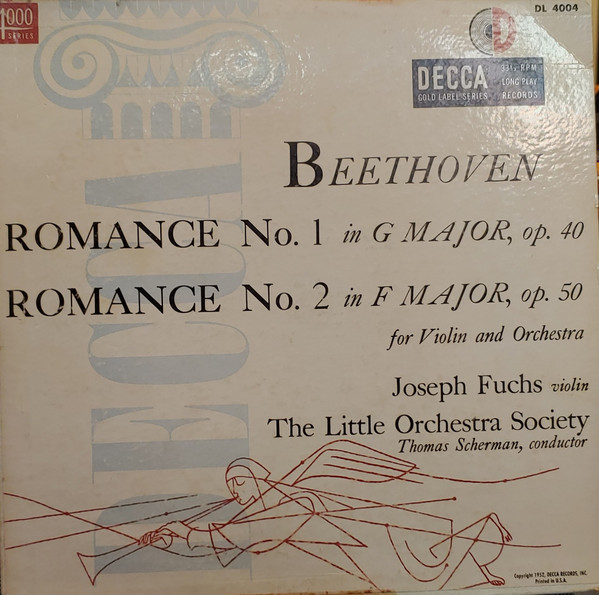 4000
SERIES
DL 4004
D
DECCA
GOLD LABEL SERIES
33⅓ RPM
LONG PLAY
RECORDS
DECCA
BEETHOVEN
ROMANCE No. 1 in G MAJOR, op. 40
ROMANCE No. 2 in F MAJOR, op. 50
for Violin and Orchestra
Joseph Fuchs violin
The Little Orchestra Society
Thomas Scherman, conductor
Copyright 1952, DECCA RECORDS, INC.
Printed in U.S.A.